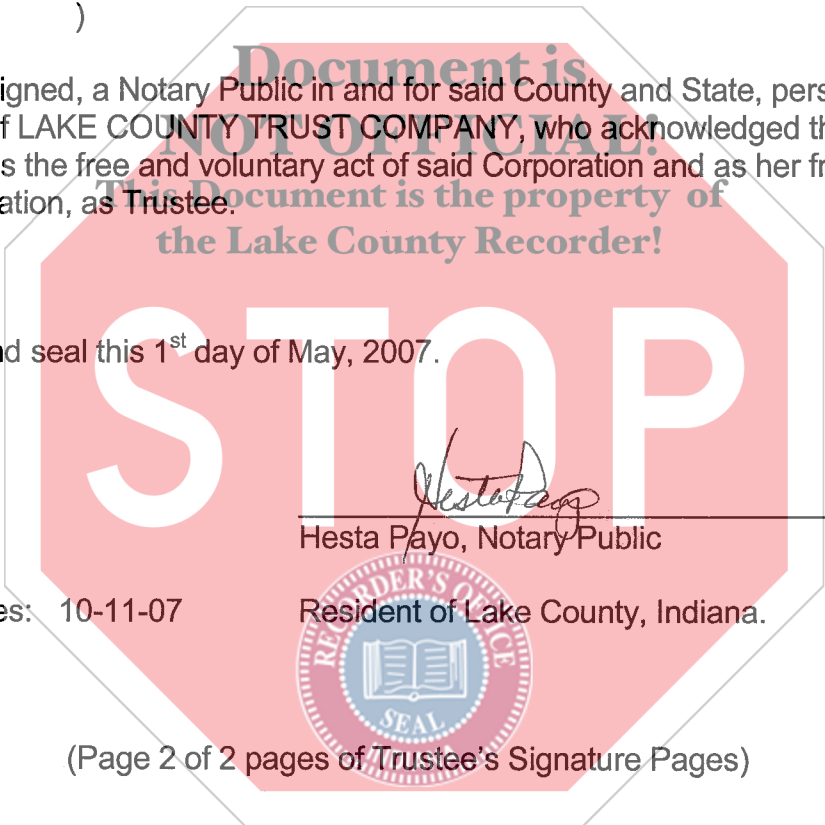 )
Document is
igned, a Notary Public in and for said County and State, pers
NOT OFFICIAL!
f LAKE COUNTY TRUST COMPANY, who acknowledged th
s the free and voluntary act of said Corporation and as her fr
This Document is the property of
ation, as Trustee.
the Lake County Recorder!
STOP
nd seal this 1st day of May, 2007.
Hesta Payo
Hesta Payo, Notary Public
es: 10-11-07 Resident of Lake County, Indiana.
RECORDER'S OFFICE
SEAL
(Page 2 of 2 pages of Trustee's Signature Pages)